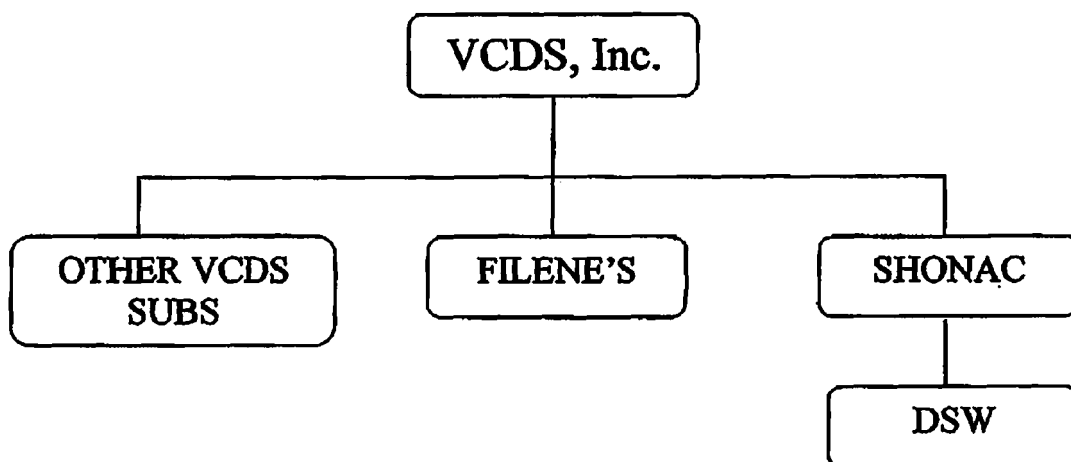 VCDS, Inc.
OTHER VCDS
SUBS
FILENE'S
SHONAC
DSW